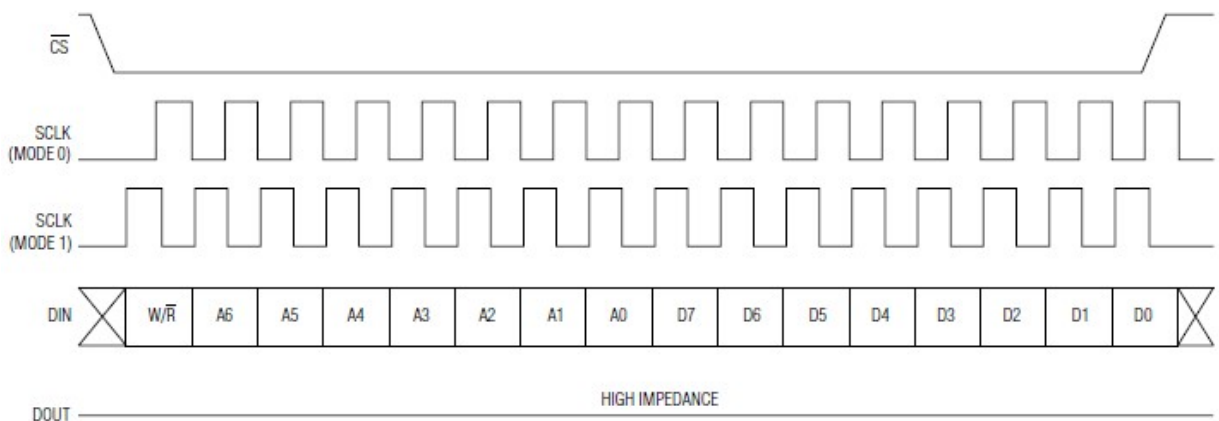 C̅S̅
SCLK
(MODE 0)
SCLK
(MODE 1)
DIN W/R̅ A6 A5 A4 A3 A2 A1 A0 D7 D6 D5 D4 D3 D2 D1 D0
HIGH IMPEDANCE
DOUT